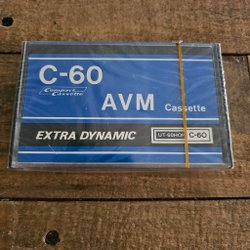 C-60
Compact
Cassette
AVM Cassette
EXTRA DYNAMIC
C-60